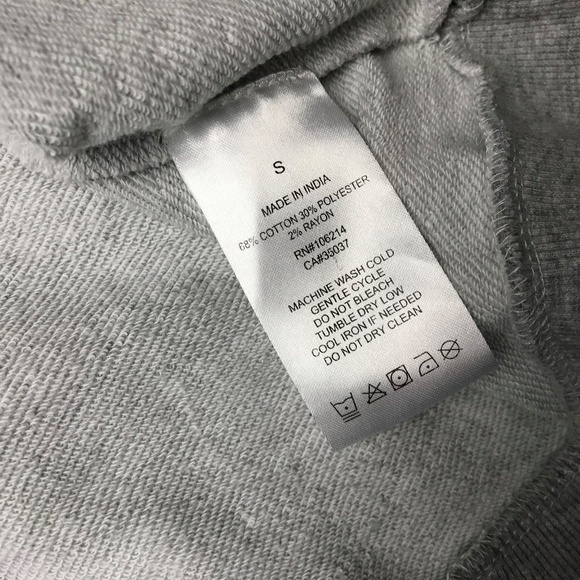 S
MADE IN INDIA
68% COTTON 30% POLYESTER
2% RAYON
RN#106214
CA#35037
MACHINE WASH COLD
GENTLE CYCLE
DO NOT BLEACH
TUMBLE DRY LOW
COOL IRON IF NEEDED
DO NOT DRY CLEAN